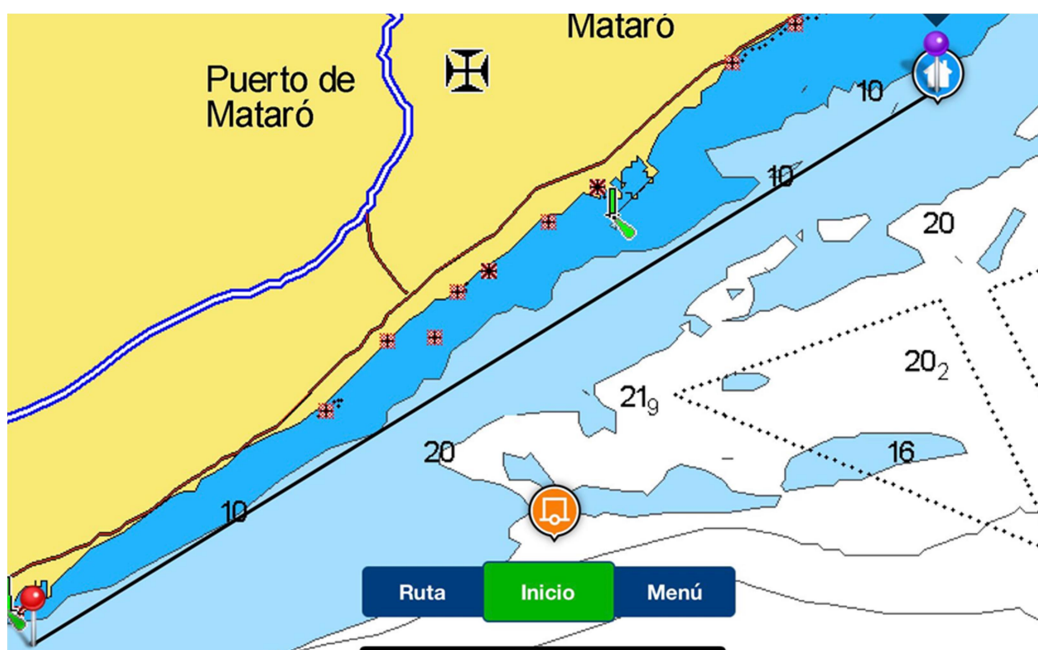 Mataró
Puerto de
Mataró
10
10
20
20₂
21₉
20
16
10
Ruta
Inicio
Menú